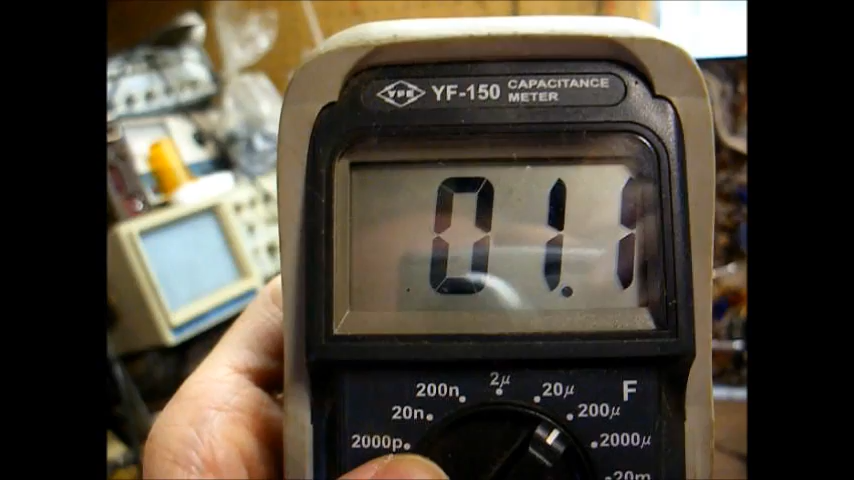 YFE YF-150 CAPACITANCE METER
01.1
200n 2μ 20μ F
20n 200μ
2000p 2000μ
20m